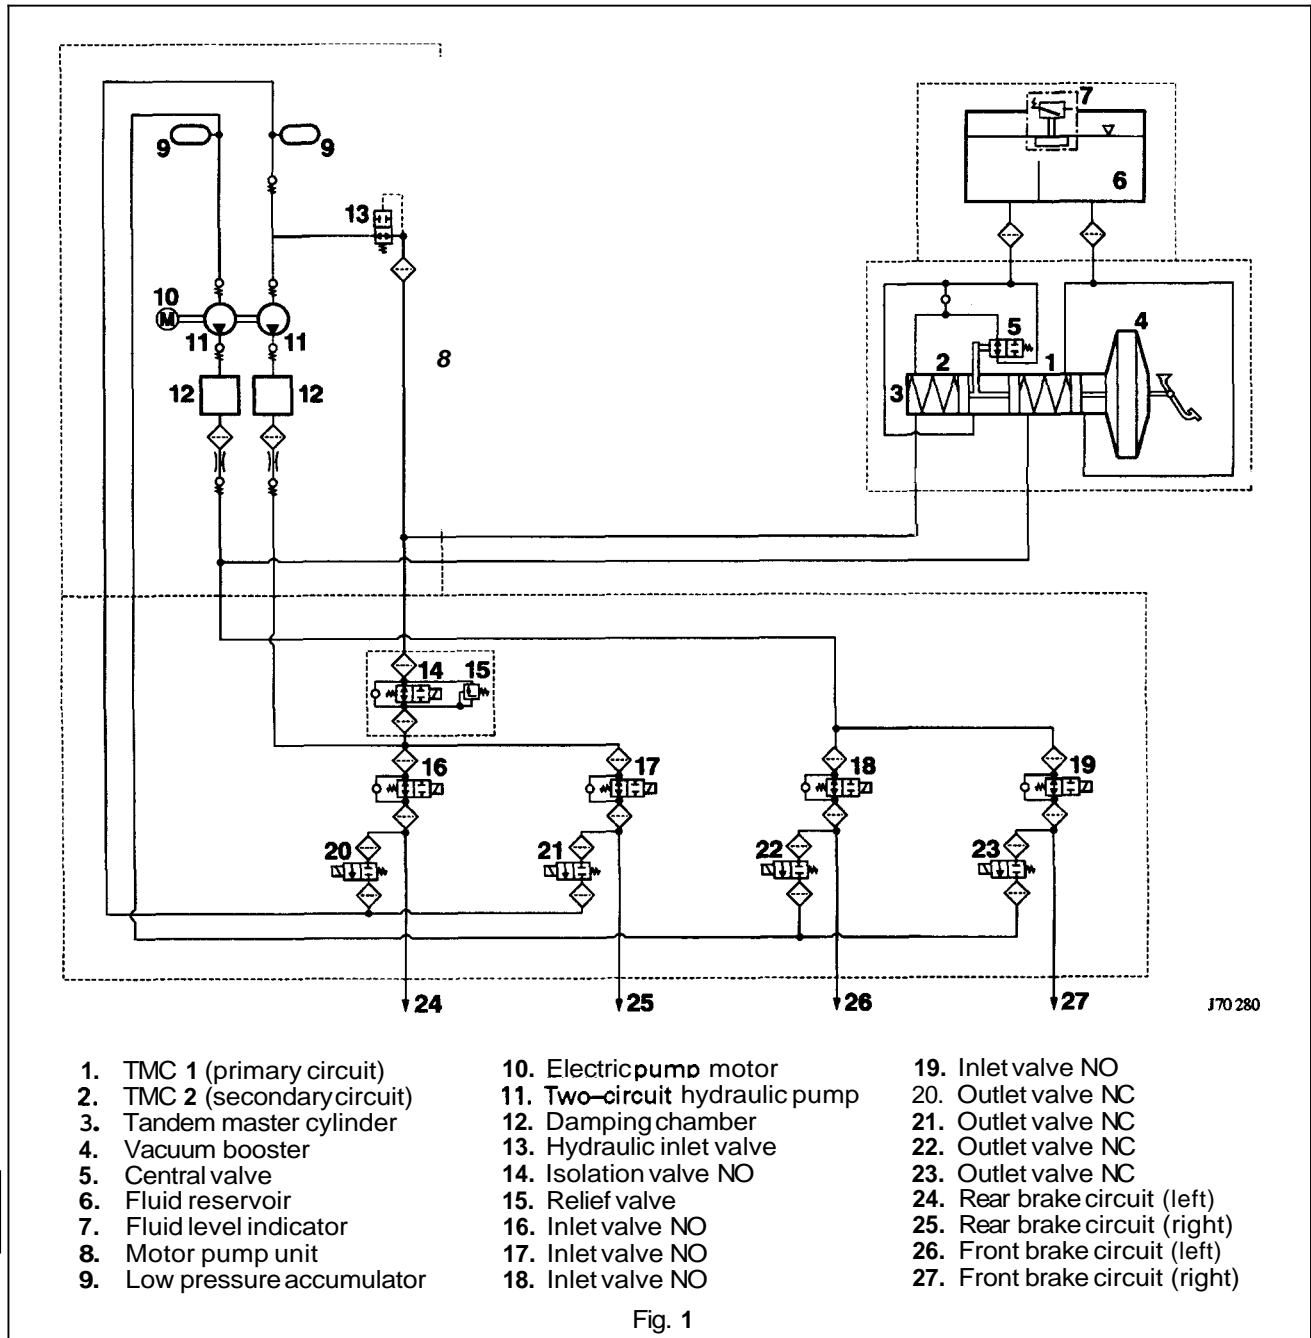 7
13
9
9
6
10
M
5
4
11
11
8
2
1
12
12
3
14
15
16
17
18
19
20
21
22
23
24
25
26
27
J70 280
1. TMC 1 (primary circuit)
2. TMC 2 (secondary circuit)
3. Tandem master cylinder
4. Vacuum booster
5. Central valve
6. Fluid reservoir
7. Fluid level indicator
8. Motor pump unit
9. Low pressure accumulator
10. Electric pump motor
11. Two-circuit hydraulic pump
12. Damping chamber
13. Hydraulic inlet valve
14. Isolation valve NO
15. Relief valve
16. Inlet valve NO
17. Inlet valve NO
18. Inlet valve NO
19. Inlet valve NO
20. Outlet valve NC
21. Outlet valve NC
22. Outlet valve NC
23. Outlet valve NC
24. Rear brake circuit (left)
25. Rear brake circuit (right)
26. Front brake circuit (left)
27. Front brake circuit (right)
Fig. 1